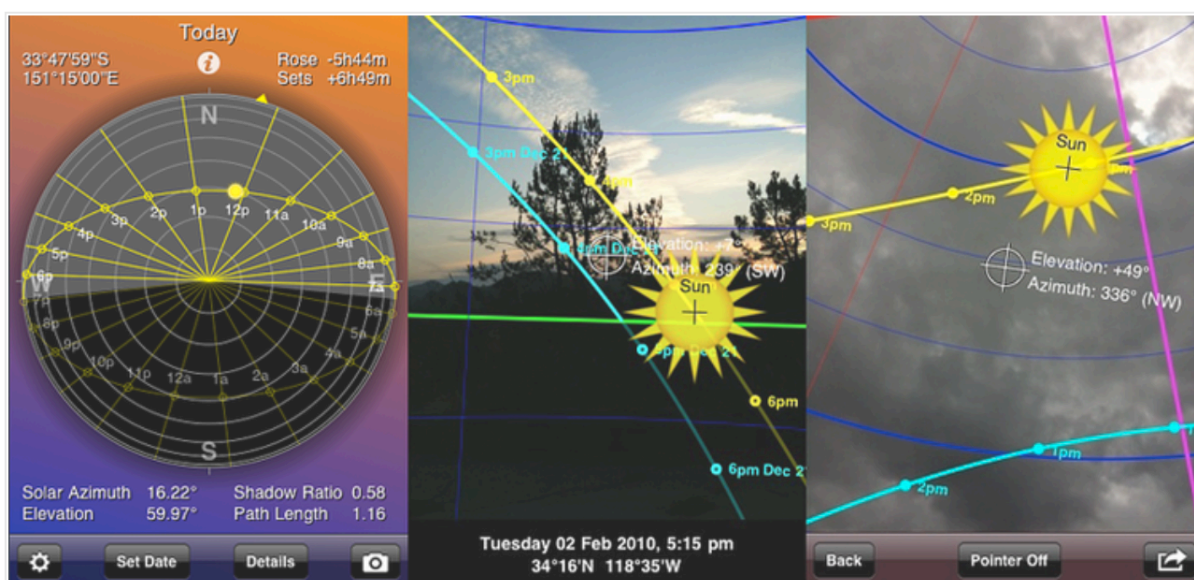 Today
33°47'59"S
151°15'00"E
Rose -5h44m
Sets +6h49m
N
3p
2p
1p
12p
11a
10a
4p
9a
5p
8a
6p
W
E
7a
7p
6a
8p
5a
9p
4a
10p
3a
11p
12a
1a
2a
S
Solar Azimuth 16.22°
Elevation 59.97°
Shadow Ratio 0.58
Path Length 1.16
Set Date
Details
3pm
3pm Dec 21
4pm
4pm Dec
Elevation: +7°
Azimuth: 239° (SW)
Sun
Dec 21
6pm
6pm Dec 2
Tuesday 02 Feb 2010, 5:15 pm
34°16'N 118°35'W
Sun
2pm
3pm
Elevation: +49°
Azimuth: 336° (NW)
1pm
2pm
Back
Pointer Off